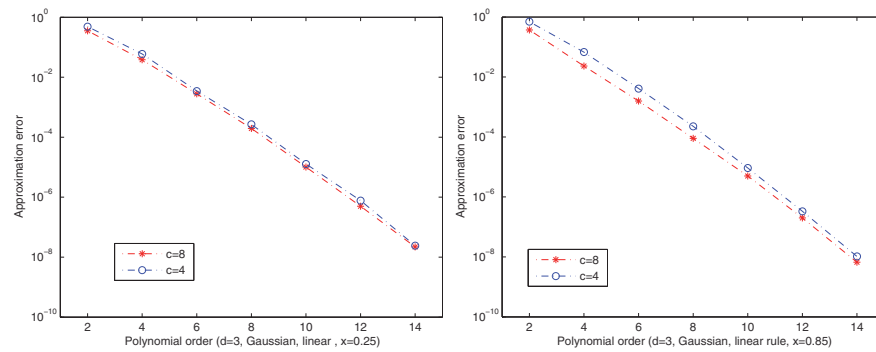 10^0
10^-2
10^-4
10^-6
10^-8
10^-10
Approximation error
c=8
c=4
2 4 6 8 10 12 14
Polynomial order (d=3, Gaussian, linear , x=0.25)
10^0
10^-2
10^-4
10^-6
10^-8
10^-10
Approximation error
c=8
c=4
2 4 6 8 10 12 14
Polynomial order (d=3, Gaussian, linear rule, x=0.85)